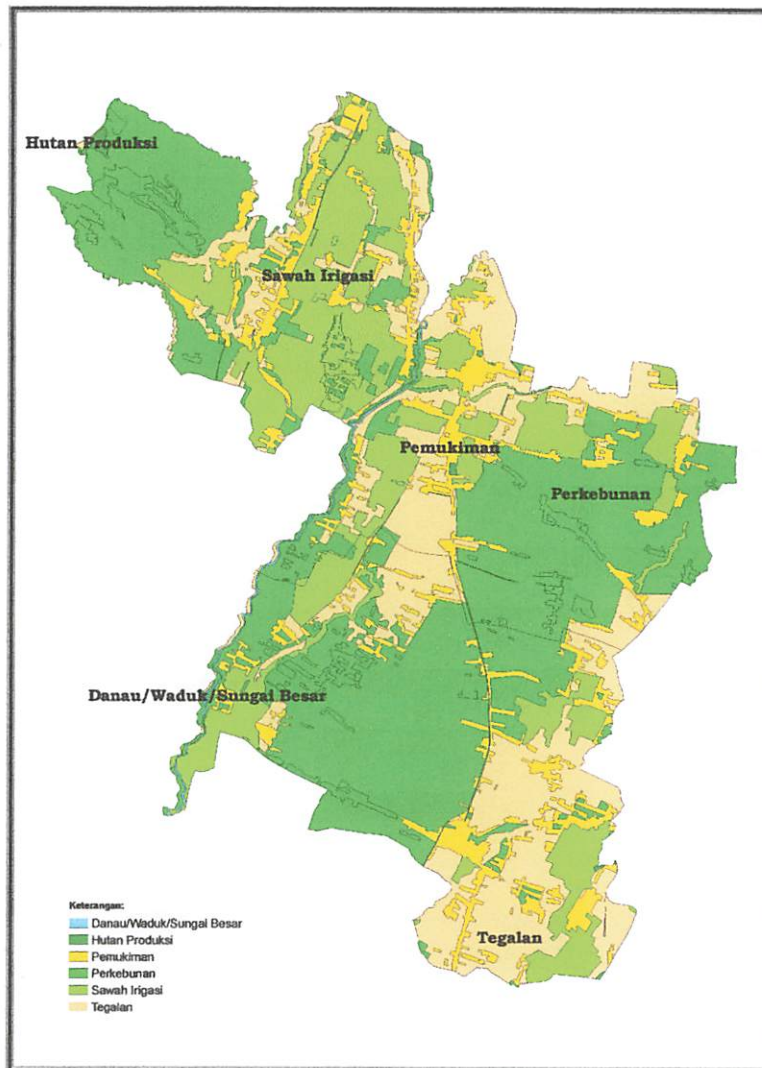 Hutan Produksi
Sawah Irigasi
Pemukiman
Perkebunan
Danau/Waduk/Sungai Besar
Tegalan
Keterangan:
Danau/Waduk/Sungai Besar
Hutan Produksi
Pemukiman
Perkebunan
Sawah Irigasi
Tegalan